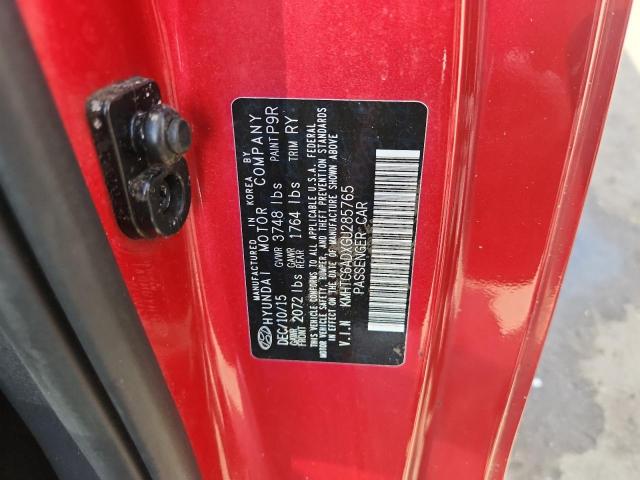 MANUFACTURED IN KOREA BY
HYUNDAI MOTOR COMPANY
DEC/10/15 GVWR 3748 lbs PAINT P9R
GAWR FRONT 2072 lbs GAWR REAR 1764 lbs TRIM RY
THIS VEHICLE CONFORMS TO ALL APPLICABLE U.S.A FEDERAL
MOTOR VEHICLE SAFETY, BUMPER, AND THEFT PREVENTION STANDARDS
IN EFFECT ON THE DATE OF MANUFACTURE SHOWN ABOVE
V.I.N KMHTC6ADXGU285765
PASSENGER CAR